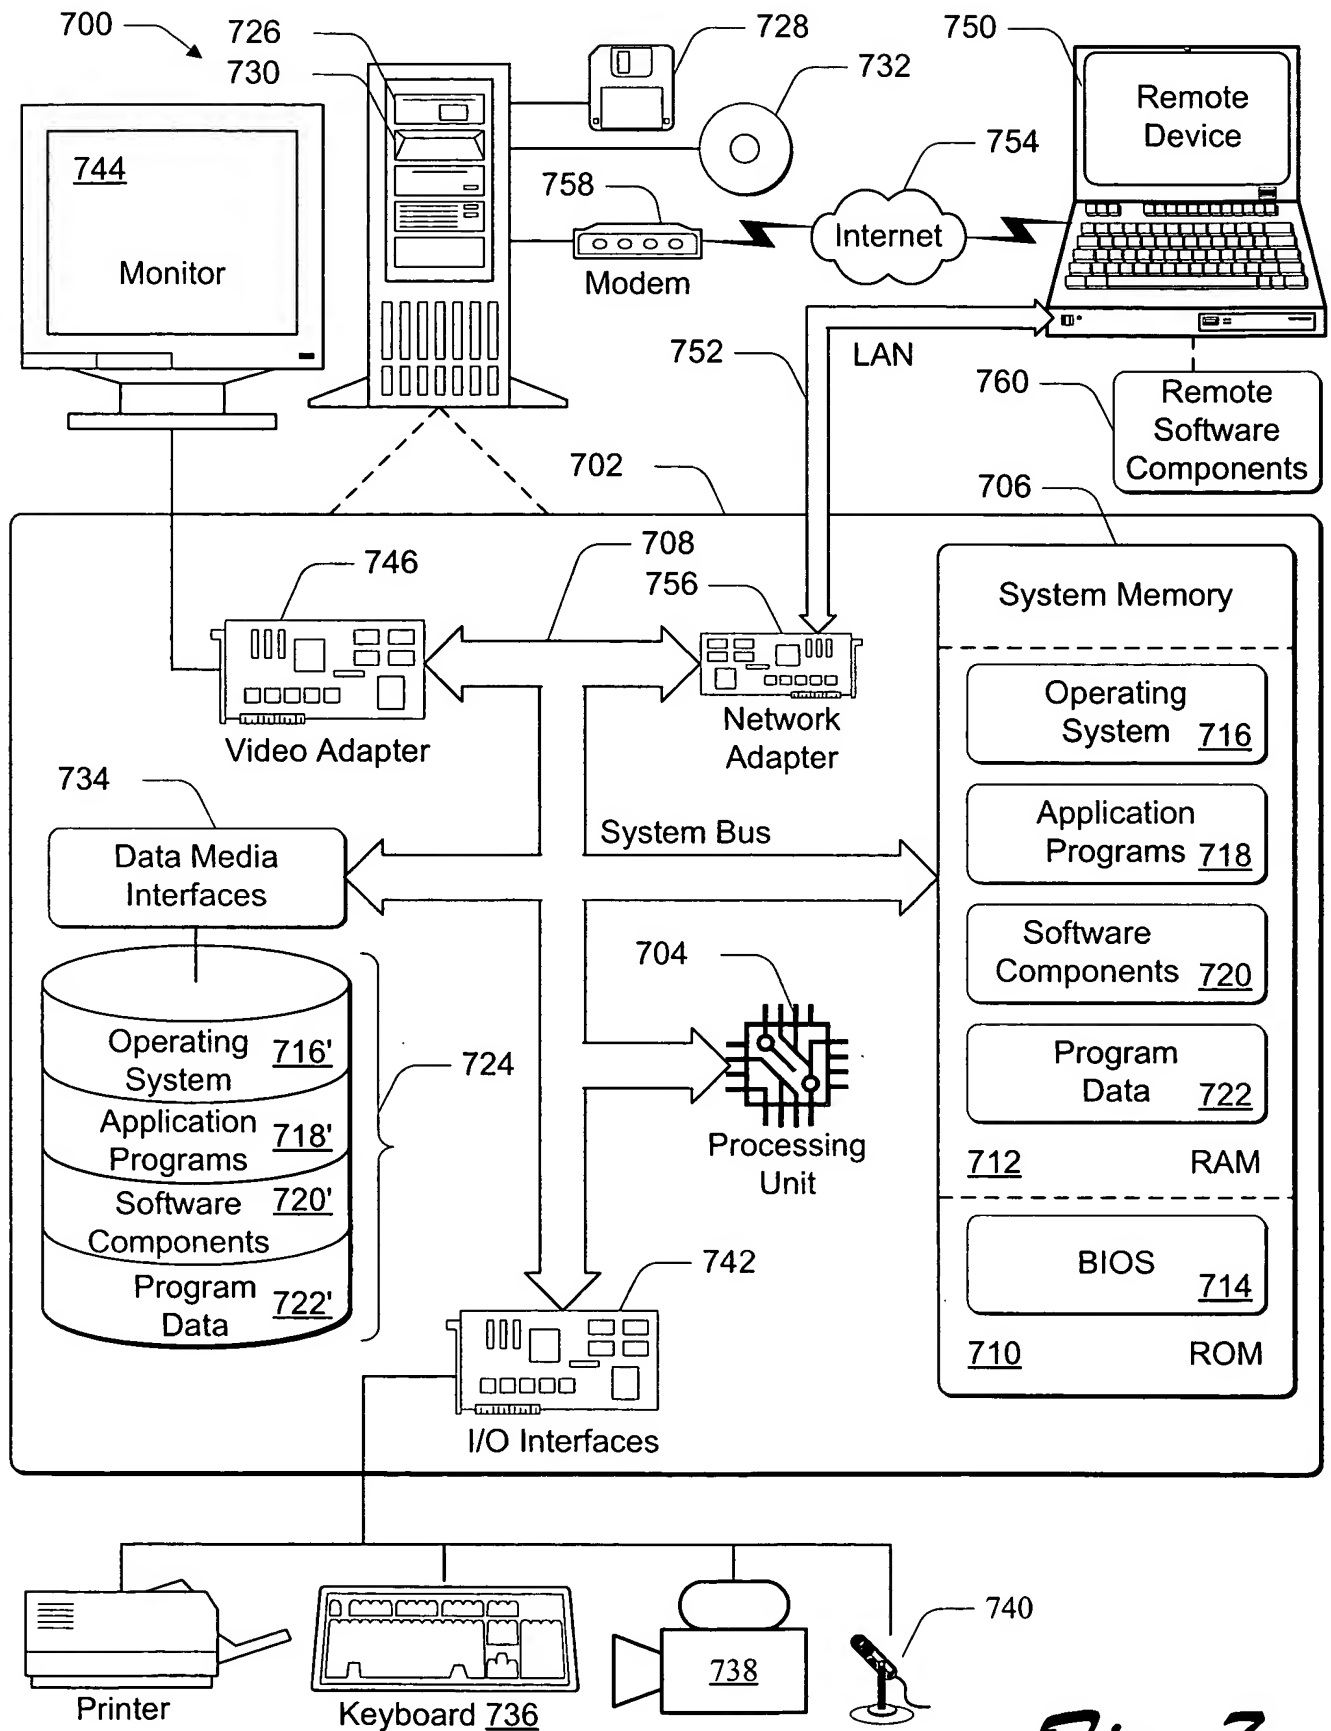 700
726
730
728
732
750
Remote
Device
744
Monitor
758
Modem
754
Internet
752
LAN
760
Remote
Software
Components
702
706
746
708
756
System Memory
Video Adapter
Network
Adapter
Operating
System 716
734
Data Media
Interfaces
System Bus
Application
Programs 718
Software
Components 720
704
Processing
Unit
Program
Data 722
712 RAM
Operating
System 716'
Application
Programs 718'
Software
Components 720'
Program
Data 722'
724
742
I/O Interfaces
BIOS 714
710 ROM
Printer
Keyboard 736
738
740